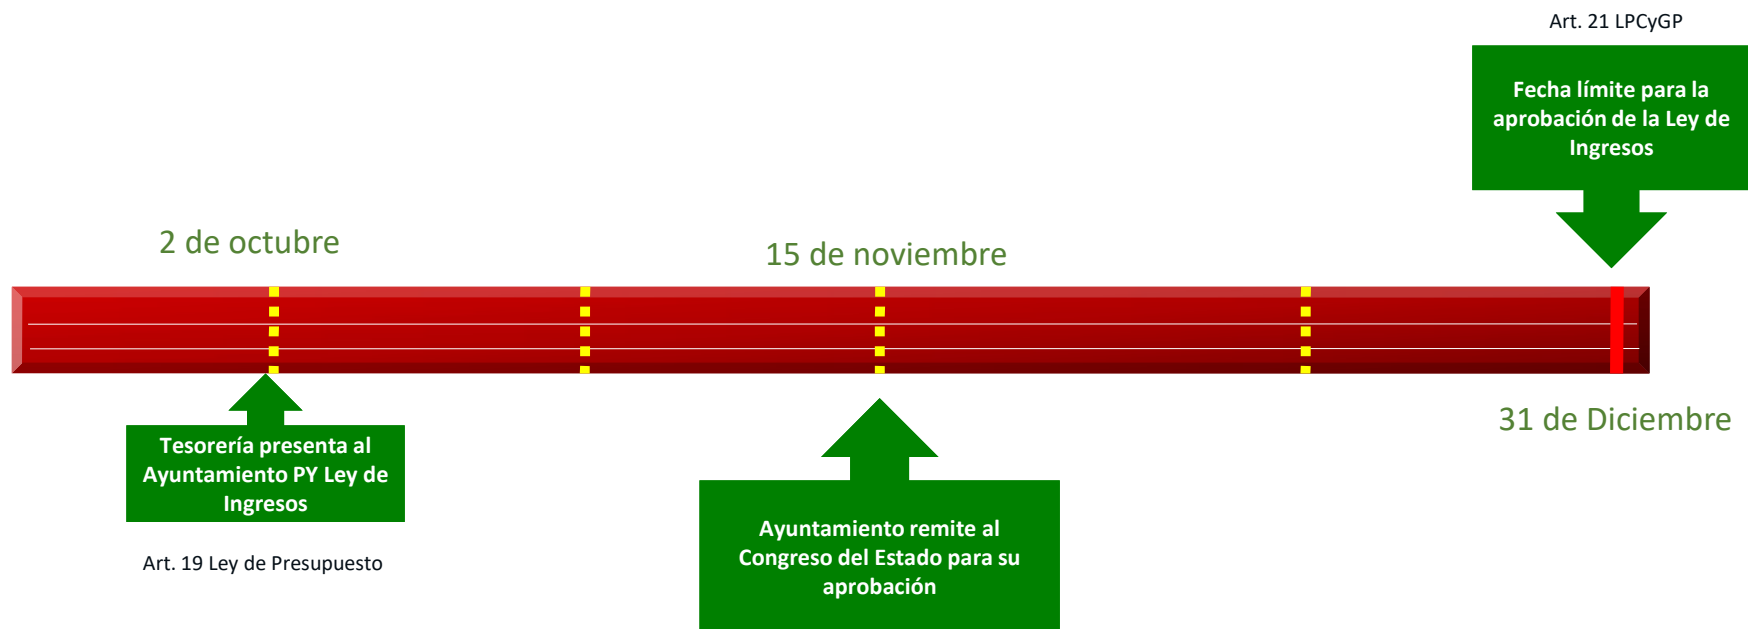 Art. 21 LPCyGP
Fecha límite para la
aprobación de la Ley de
Ingresos
2 de octubre
15 de noviembre
31 de Diciembre
Tesorería presenta al
Ayuntamiento PY Ley de
Ingresos
Art. 19 Ley de Presupuesto
Ayuntamiento remite al
Congreso del Estado para su
aprobación